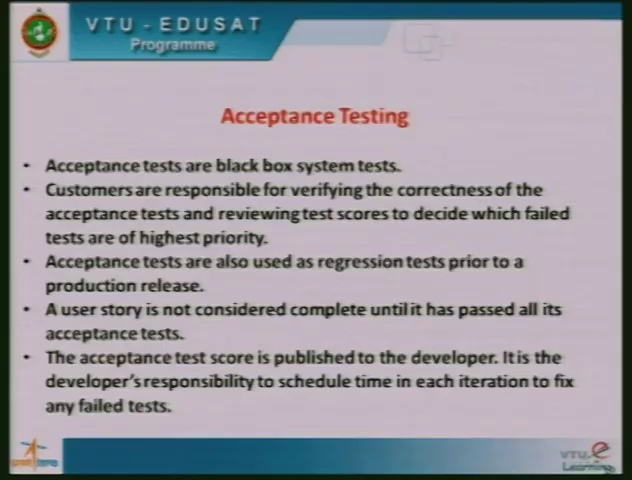 VTU - EDUSAT
Programme
Acceptance Testing
• Acceptance tests are black box system tests.
• Customers are responsible for verifying the correctness of the
acceptance tests and reviewing test scores to decide which failed
tests are of highest priority.
• Acceptance tests are also used as regression tests prior to a
production release.
• A user story is not considered complete until it has passed all its
acceptance tests.
• The acceptance test score is published to the developer. It is the
developer's responsibility to schedule time in each iteration to fix
any failed tests.
VTU
Learning